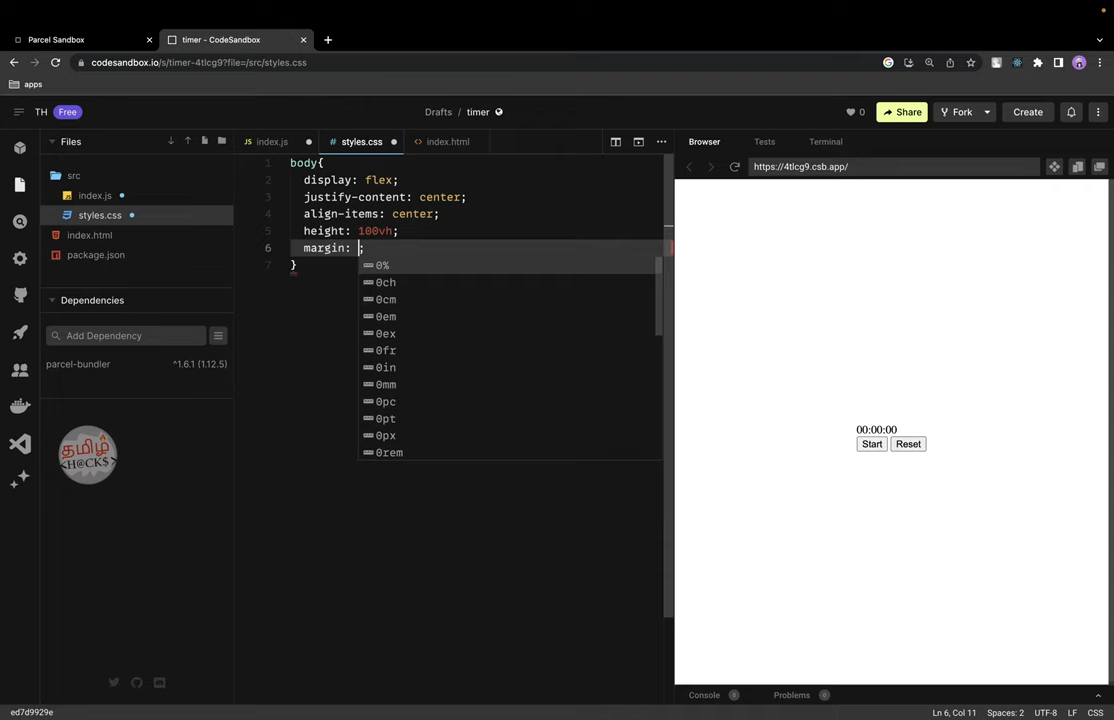 Parcel Sandbox
timer - CodeSandbox
codesandbox.io/s/timer-4tlcg9?file=/src/styles.css
apps
TH Free
Drafts / timer
0
Share
Fork
Create
Files
src
index.js
styles.css
index.html
package.json
Dependencies
Add Dependency
parcel-bundler ^1.6.1 (1.12.5)
தமிழ்
<H@CK$>
index.js
# styles.css
<> index.html
1 body{
2 display: flex;
3 justify-content: center;
4 align-items: center;
5 height: 100vh;
6 margin: ;
7 }
0%
0ch
0cm
0em
0ex
0fr
0in
0mm
0pc
0pt
0px
0rem
Browser Tests Terminal
https://4tlcg9.csb.app/
00:00:00
Start Reset
Console 0 Problems 0
ed7d9929e
Ln 6, Col 11 Spaces: 2 UTF-8 LF CSS